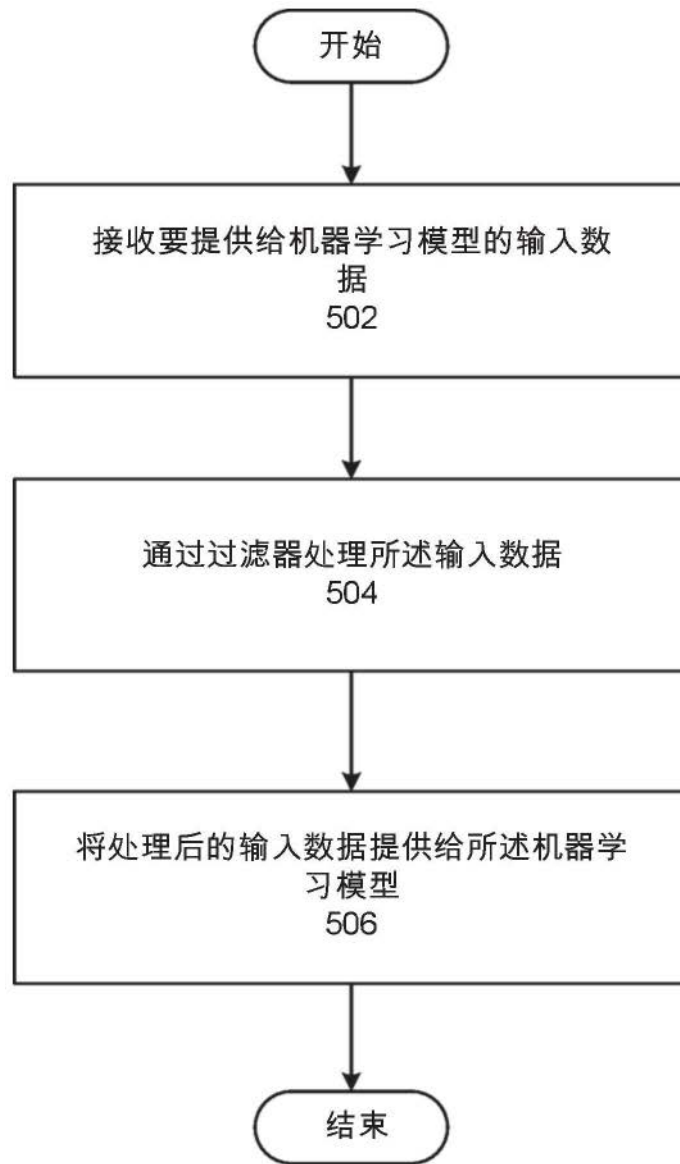 开始
接收要提供给机器学习模型的输入数
据
502
通过过滤器处理所述输入数据
504
将处理后的输入数据提供给所述机器学
习模型
506
结束